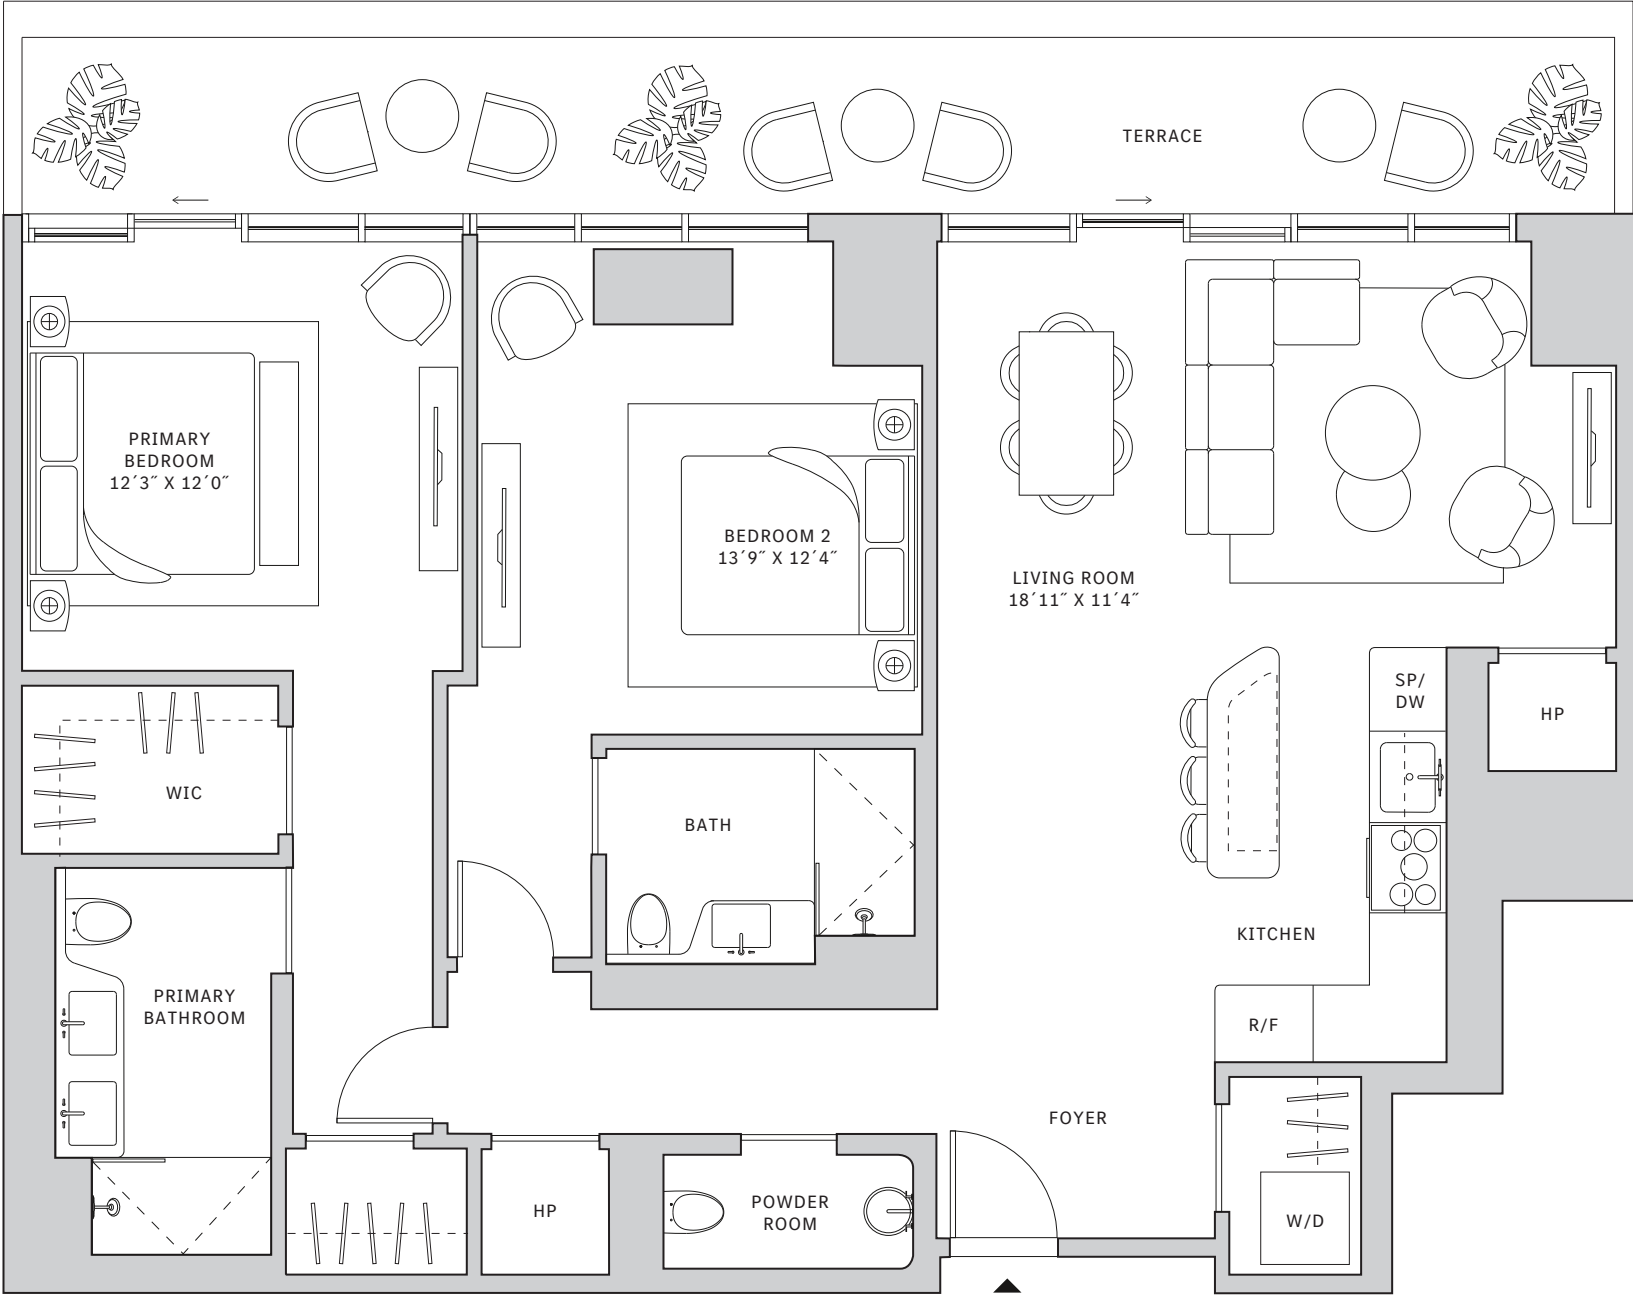 TERRACE
PRIMARY
BEDROOM
12´3˝ X 12´0˝
BEDROOM 2
13´9˝ X 12´4˝
LIVING ROOM
18´11˝ X 11´4˝
SP/
DW
HP
WIC
BATH
KITCHEN
PRIMARY
BATHROOM
R/F
FOYER
HP
POWDER
ROOM
W/D